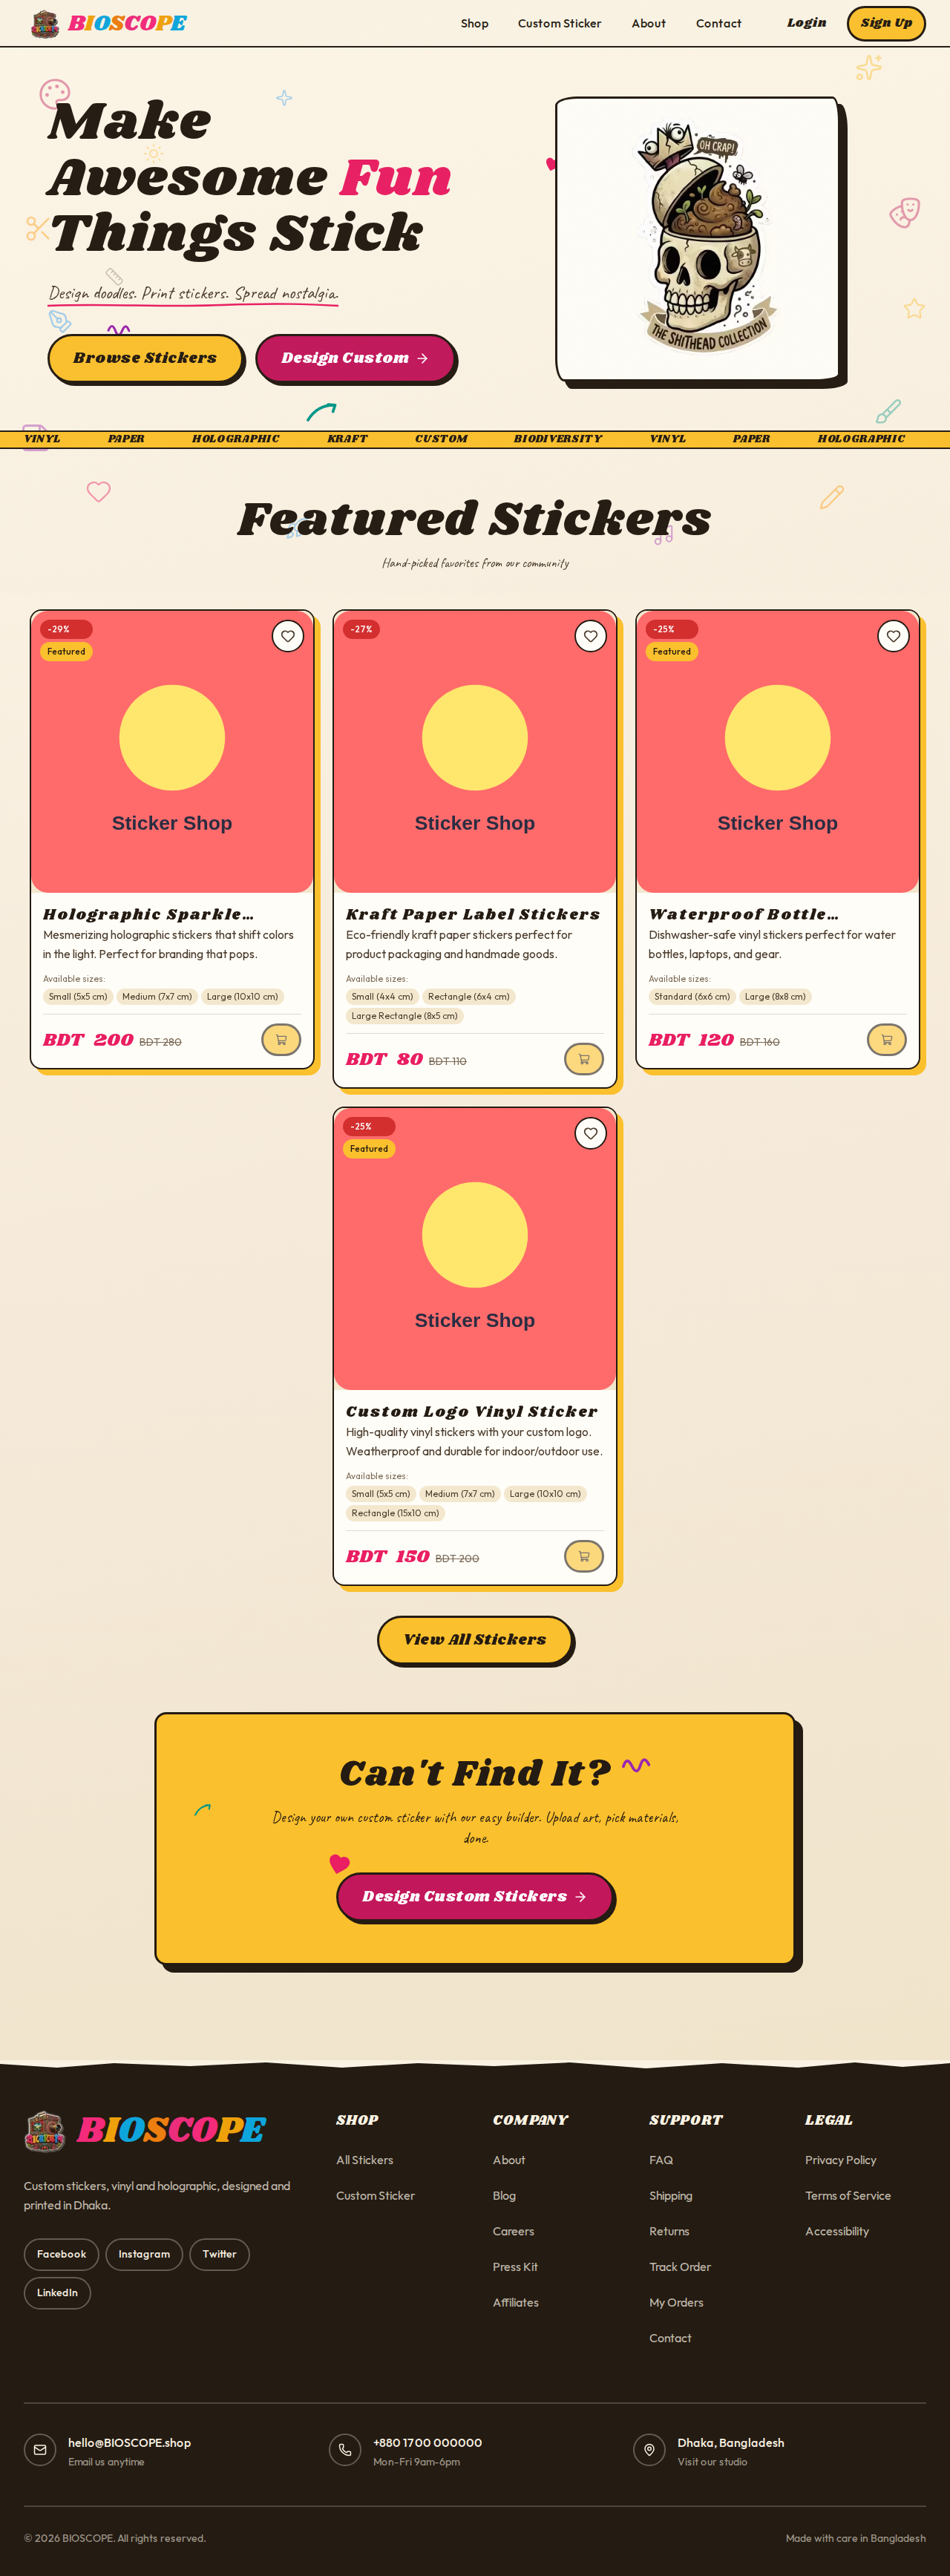 BIOSCOPE
Shop Custom Sticker About Contact Login Sign Up
Make
Awesome Fun
Things Stick
Design doodles. Print stickers. Spread nostalgia.
Browse Stickers Design Custom →
OH CRAP!
THE SHITHEAD COLLECTION
VINYL PAPER HOLOGRAPHIC KRAFT CUSTOM BIODIVERSITY VINYL PAPER HOLOGRAPHIC
Featured Stickers
Hand-picked favorites from our community
-29%
Featured
Sticker Shop
Holographic Sparkle...
Mesmerizing holographic stickers that shift colors
in the light. Perfect for branding that pops.
Available sizes:
Small (5x5 cm) Medium (7x7 cm) Large (10x10 cm)
BDT 200 BDT 280
-27%
Sticker Shop
Kraft Paper Label Stickers
Eco-friendly kraft paper stickers perfect for
product packaging and handmade goods.
Available sizes:
Small (4x4 cm) Rectangle (6x4 cm)
Large Rectangle (8x5 cm)
BDT 80 BDT 110
-25%
Featured
Sticker Shop
Waterproof Bottle...
Dishwasher-safe vinyl stickers perfect for water
bottles, laptops, and gear.
Available sizes:
Standard (6x6 cm) Large (8x8 cm)
BDT 120 BDT 160
-25%
Featured
Sticker Shop
Custom Logo Vinyl Sticker
High-quality vinyl stickers with your custom logo.
Weatherproof and durable for indoor/outdoor use.
Available sizes:
Small (5x5 cm) Medium (7x7 cm) Large (10x10 cm)
Rectangle (15x10 cm)
BDT 150 BDT 200
View All Stickers
Can't Find It?
Design your own custom sticker with our easy builder. Upload art, pick materials,
done.
Design Custom Stickers →
BIOSCOPE
Custom stickers, vinyl and holographic, designed and
printed in Dhaka.
Facebook Instagram Twitter
LinkedIn
SHOP
All Stickers
Custom Sticker
COMPANY
About
Blog
Careers
Press Kit
Affiliates
SUPPORT
FAQ
Shipping
Returns
Track Order
My Orders
Contact
LEGAL
Privacy Policy
Terms of Service
Accessibility
hello@BIOSCOPE.shop
Email us anytime
+880 1700 000000
Mon-Fri 9am-6pm
Dhaka, Bangladesh
Visit our studio
© 2026 BIOSCOPE. All rights reserved.
Made with care in Bangladesh